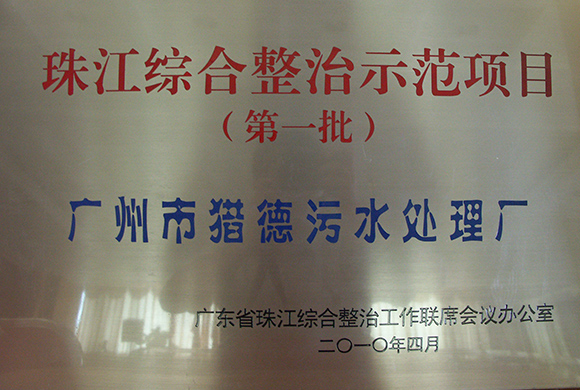 珠江综合整治示范项目
（第一批）
广州市猎德污水处理厂
广东省珠江综合整治工作联席会议办公室
二〇一〇年四月